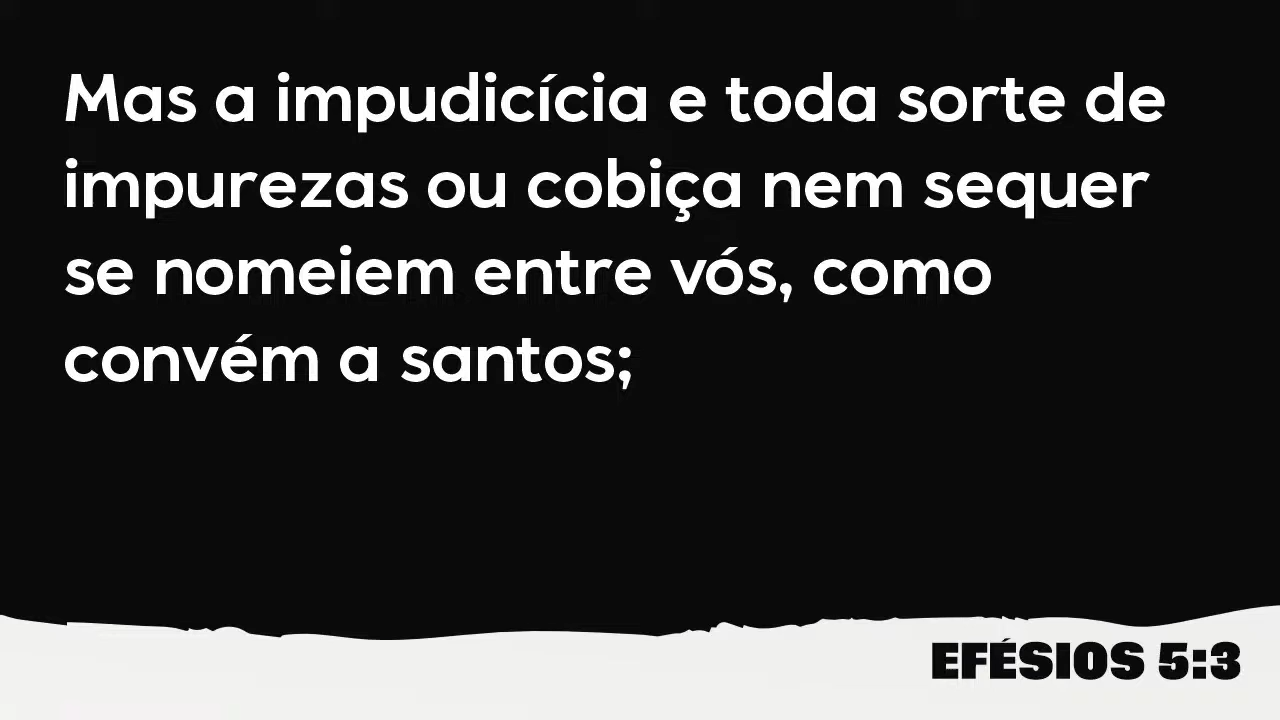 Mas a impudicícia e toda sorte de
impurezas ou cobiça nem sequer
se nomeiem entre vós, como
convém a santos;
EFÉSIOS 5:3